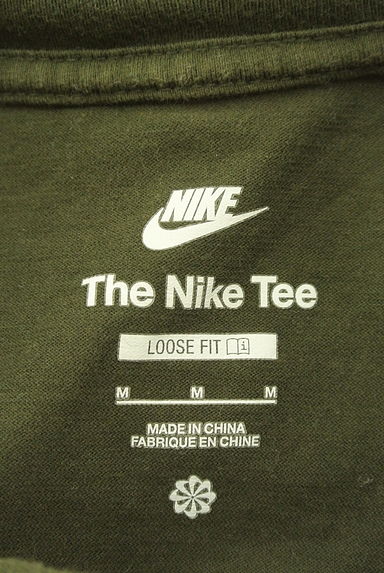 NIKE
The Nike Tee
LOOSE FIT
M M M
MADE IN CHINA
FABRIQUE EN CHINE